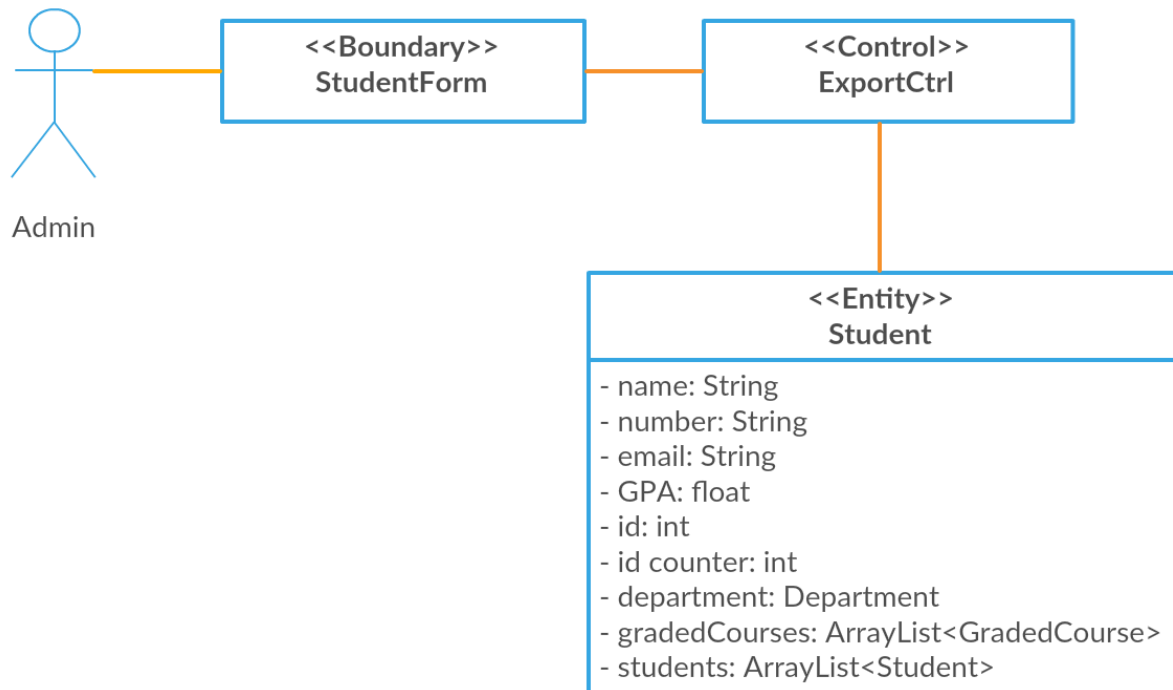 <<Boundary>>
StudentForm
<<Control>>
ExportCtrl
Admin
<<Entity>>
Student
- name: String
- number: String
- email: String
- GPA: float
- id: int
- id counter: int
- department: Department
- gradedCourses: ArrayList<GradedCourse>
- students: ArrayList<Student>